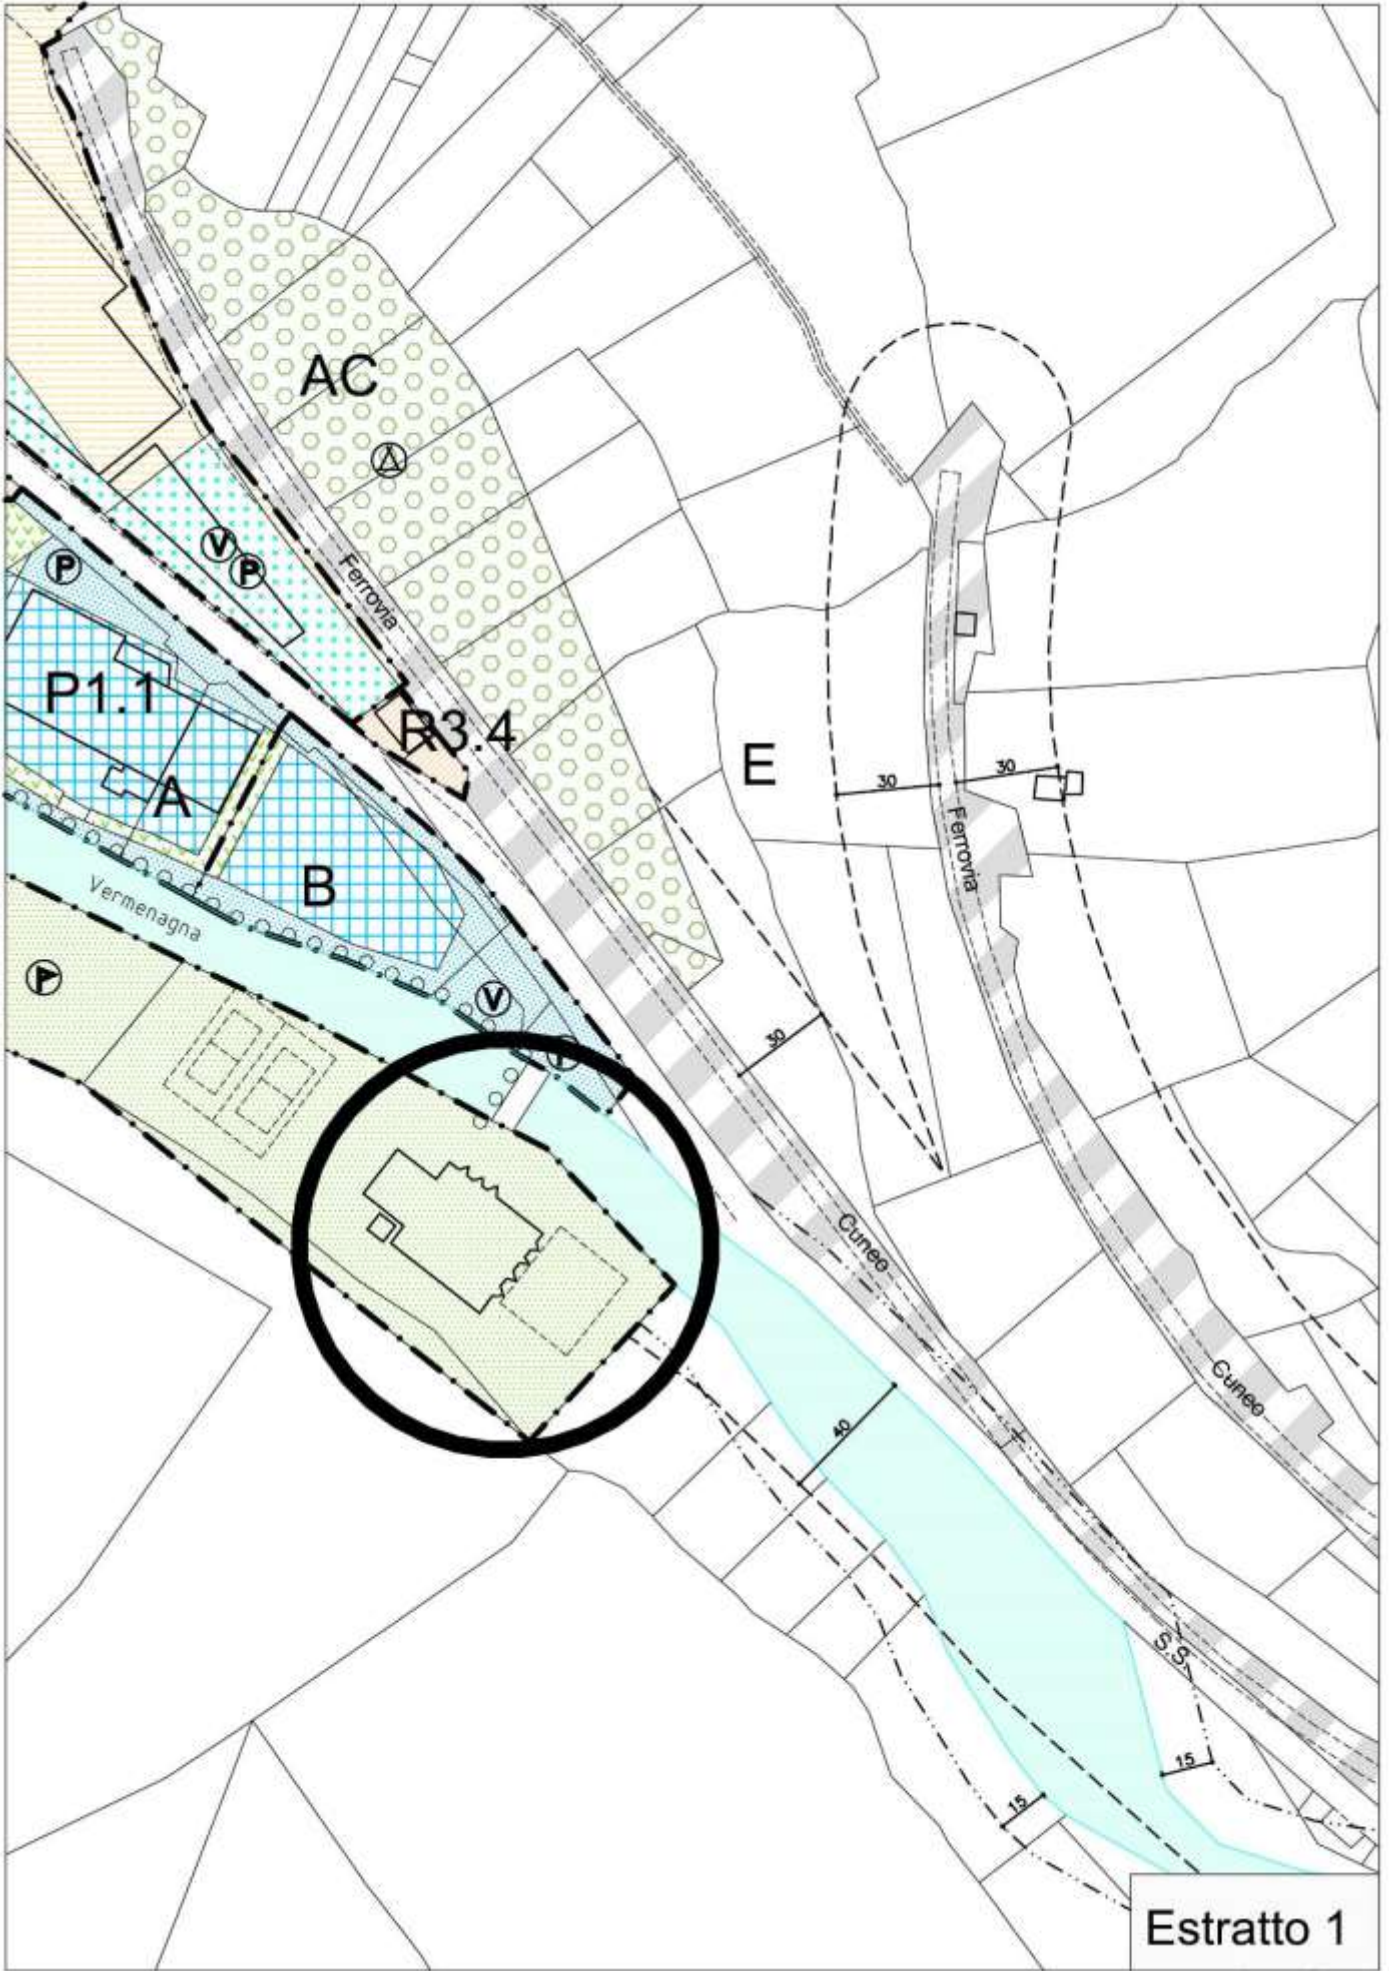 AC
Ferrovia
V
P
P
P1.1
R3.4
E
30
30
A
Ferrovia
B
Vermenagna
V
30
Cuneo
Cuneo
40
S.S.
15
15
Estratto 1